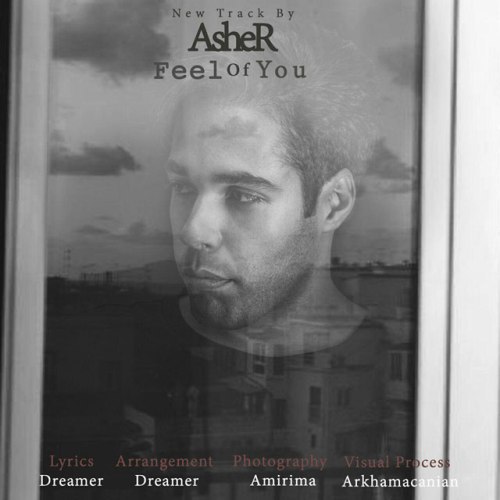 New Track By
AsheR
Feel Of You
Lyrics Arrangement Photography Visual Process
Dreamer Dreamer Amirima Arkhamacanian